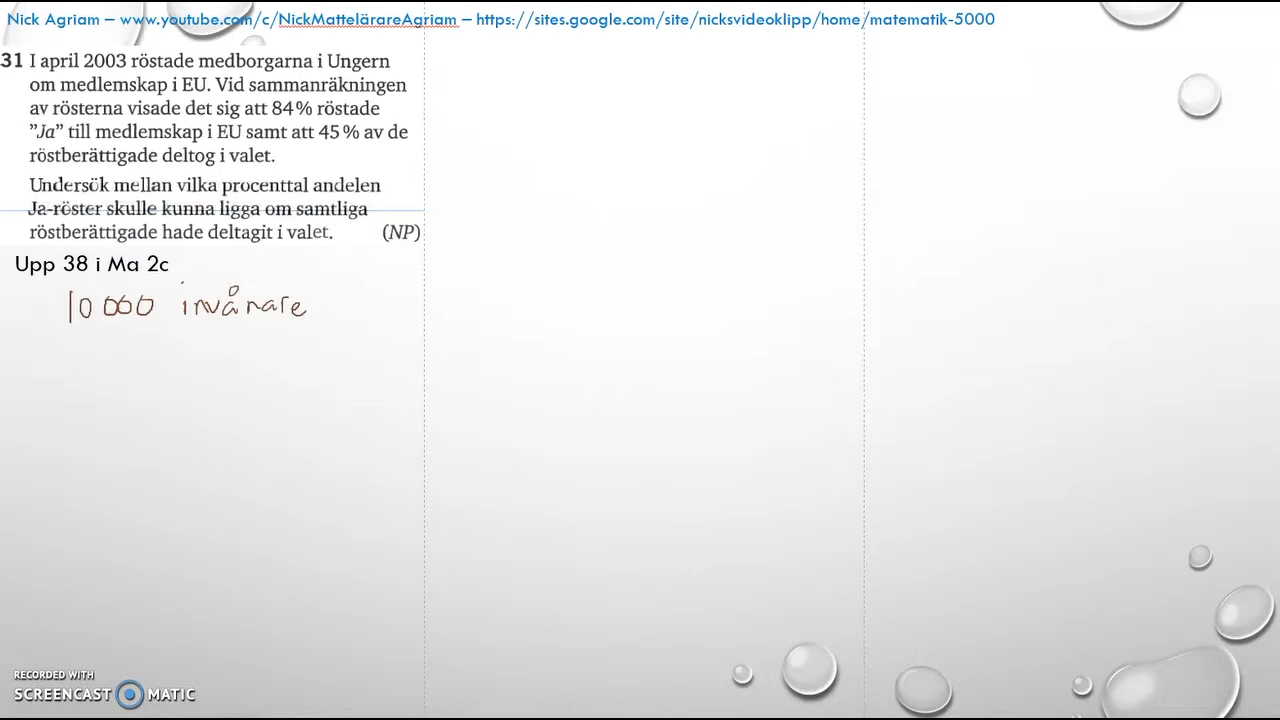 Nick Agriam – www.youtube.com/c/NickMattelärareAgriam – https://sites.google.com/site/nicksvideoklipp/home/matematik-5000
31 I april 2003 röstade medborgarna i Ungern
om medlemskap i EU. Vid sammanräkningen
av rösterna visade det sig att 84% röstade
”Ja” till medlemskap i EU samt att 45% av de
röstberättigade deltog i valet.
Undersök mellan vilka procenttal andelen
Ja-röster skulle kunna ligga om samtliga
röstberättigade hade deltagit i valet. (NP)
Upp 38 i Ma 2c
10 000 invånare
RECORDED WITH
SCREENCAST MATIC